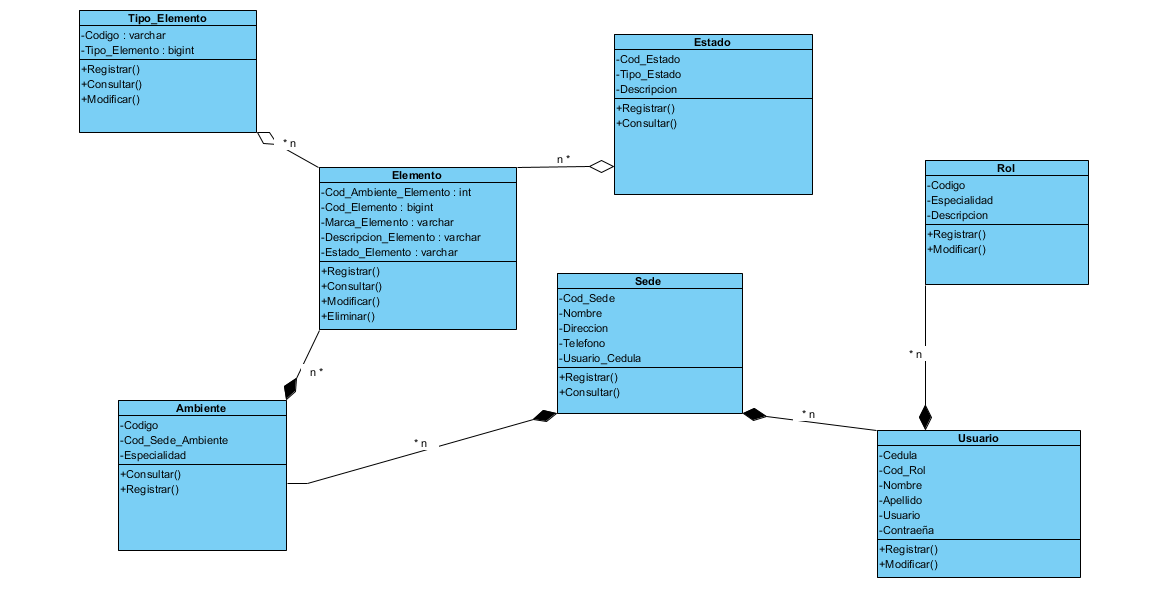 Tipo_Elemento
-Codigo : varchar
-Tipo_Elemento : bigint
+Registrar()
+Consultar()
+Modificar()
* n
Estado
-Cod_Estado
-Tipo_Estado
-Descripcion
+Registrar()
+Consultar()
n *
Elemento
-Cod_Ambiente_Elemento : int
-Cod_Elemento : bigint
-Marca_Elemento : varchar
-Descripcion_Elemento : varchar
-Estado_Elemento : varchar
+Registrar()
+Consultar()
+Modificar()
+Eliminar()
n *
Rol
-Codigo
-Especialidad
-Descripcion
+Registrar()
+Modificar()
* n
Sede
-Cod_Sede
-Nombre
-Direccion
-Telefono
-Usuario_Cedula
+Registrar()
+Consultar()
* n
* n
Ambiente
-Codigo
-Cod_Sede_Ambiente
-Especialidad
+Consultar()
+Registrar()
Usuario
-Cedula
-Cod_Rol
-Nombre
-Apellido
-Usuario
-Contraeña
+Registrar()
+Modificar()